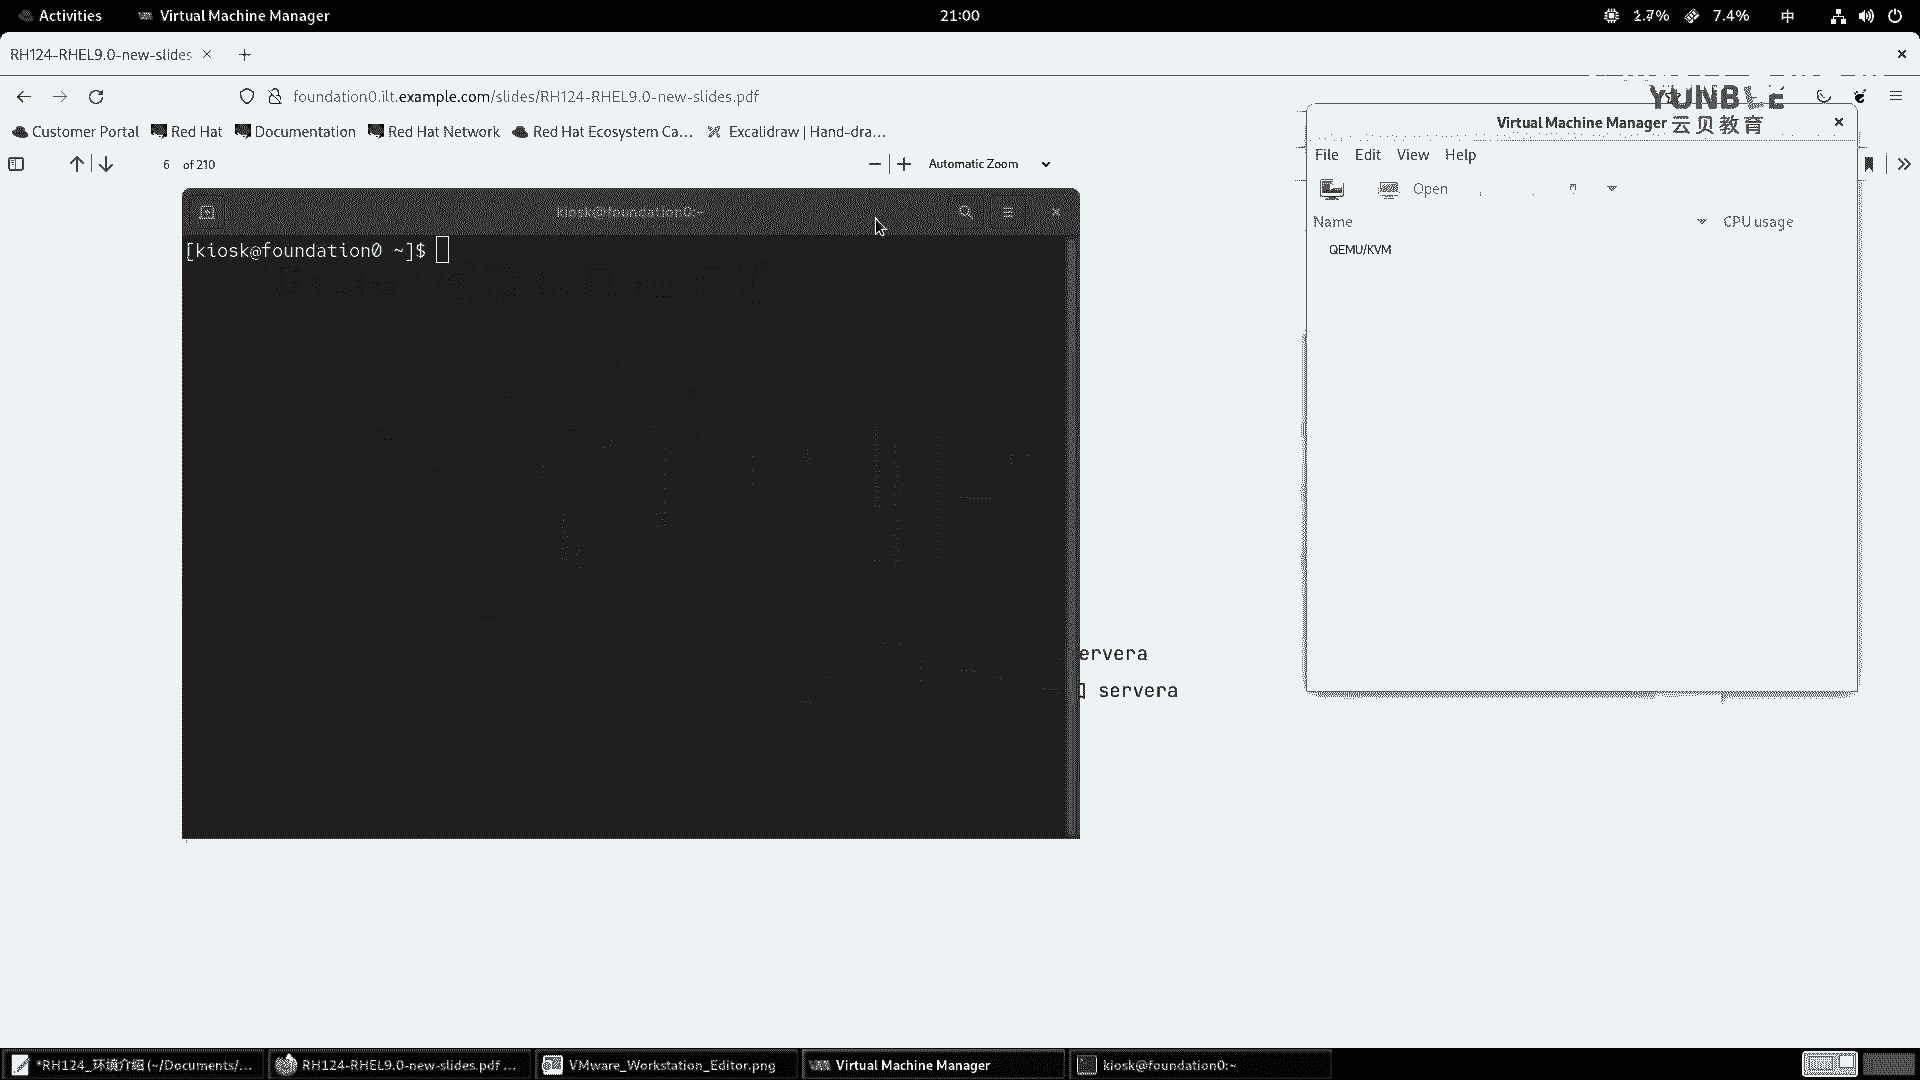 Activities
Virtual Machine Manager
21:00
1.7%
7.4%
中
RH124-RHEL9.0-new-slides
foundation0.ilt.example.com/slides/RH124-RHEL9.0-new-slides.pdf
YUNBLE
云贝教育
Customer Portal
Red Hat
Documentation
Red Hat Network
Red Hat Ecosystem Ca...
Excalidraw | Hand-dra...
6 of 210
Automatic Zoom
kiosk@foundation0:~
[kiosk@foundation0 ~]$
ervera
servera
Virtual Machine Manager
File Edit View Help
Open
Name
CPU usage
QEMU/KVM
*RH124_环境介绍 (~/Documents/...
RH124-RHEL9.0-new-slides.pdf ...
VMware_Workstation_Editor.png
Virtual Machine Manager
kiosk@foundation0:~